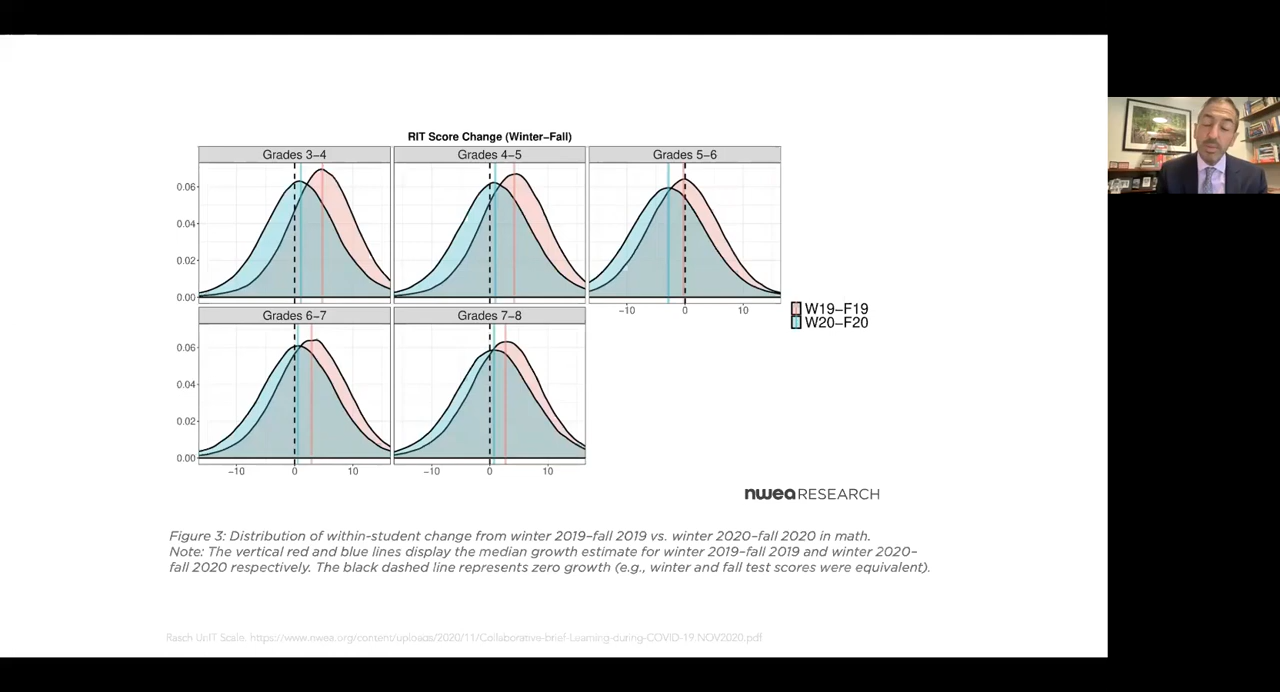 RIT Score Change (Winter–Fall)
Grades 3–4 Grades 4–5 Grades 5–6
0.06
0.04
0.02
0.00
−10 0 10
Grades 6–7 Grades 7–8
W19–F19
W20–F20
0.06
0.04
0.02
0.00
−10 0 10 −10 0 10
nwea RESEARCH
Figure 3: Distribution of within-student change from winter 2019–fall 2019 vs. winter 2020–fall 2020 in math.
Note: The vertical red and blue lines display the median growth estimate for winter 2019–fall 2019 and winter 2020–
fall 2020 respectively. The black dashed line represents zero growth (e.g., winter and fall test scores were equivalent).
Rasch UnIT Scale: https://www.nwea.org/content/uploads/2020/11/Collaborative-brief-Learning-during-COVID-19.NOV2020.pdf